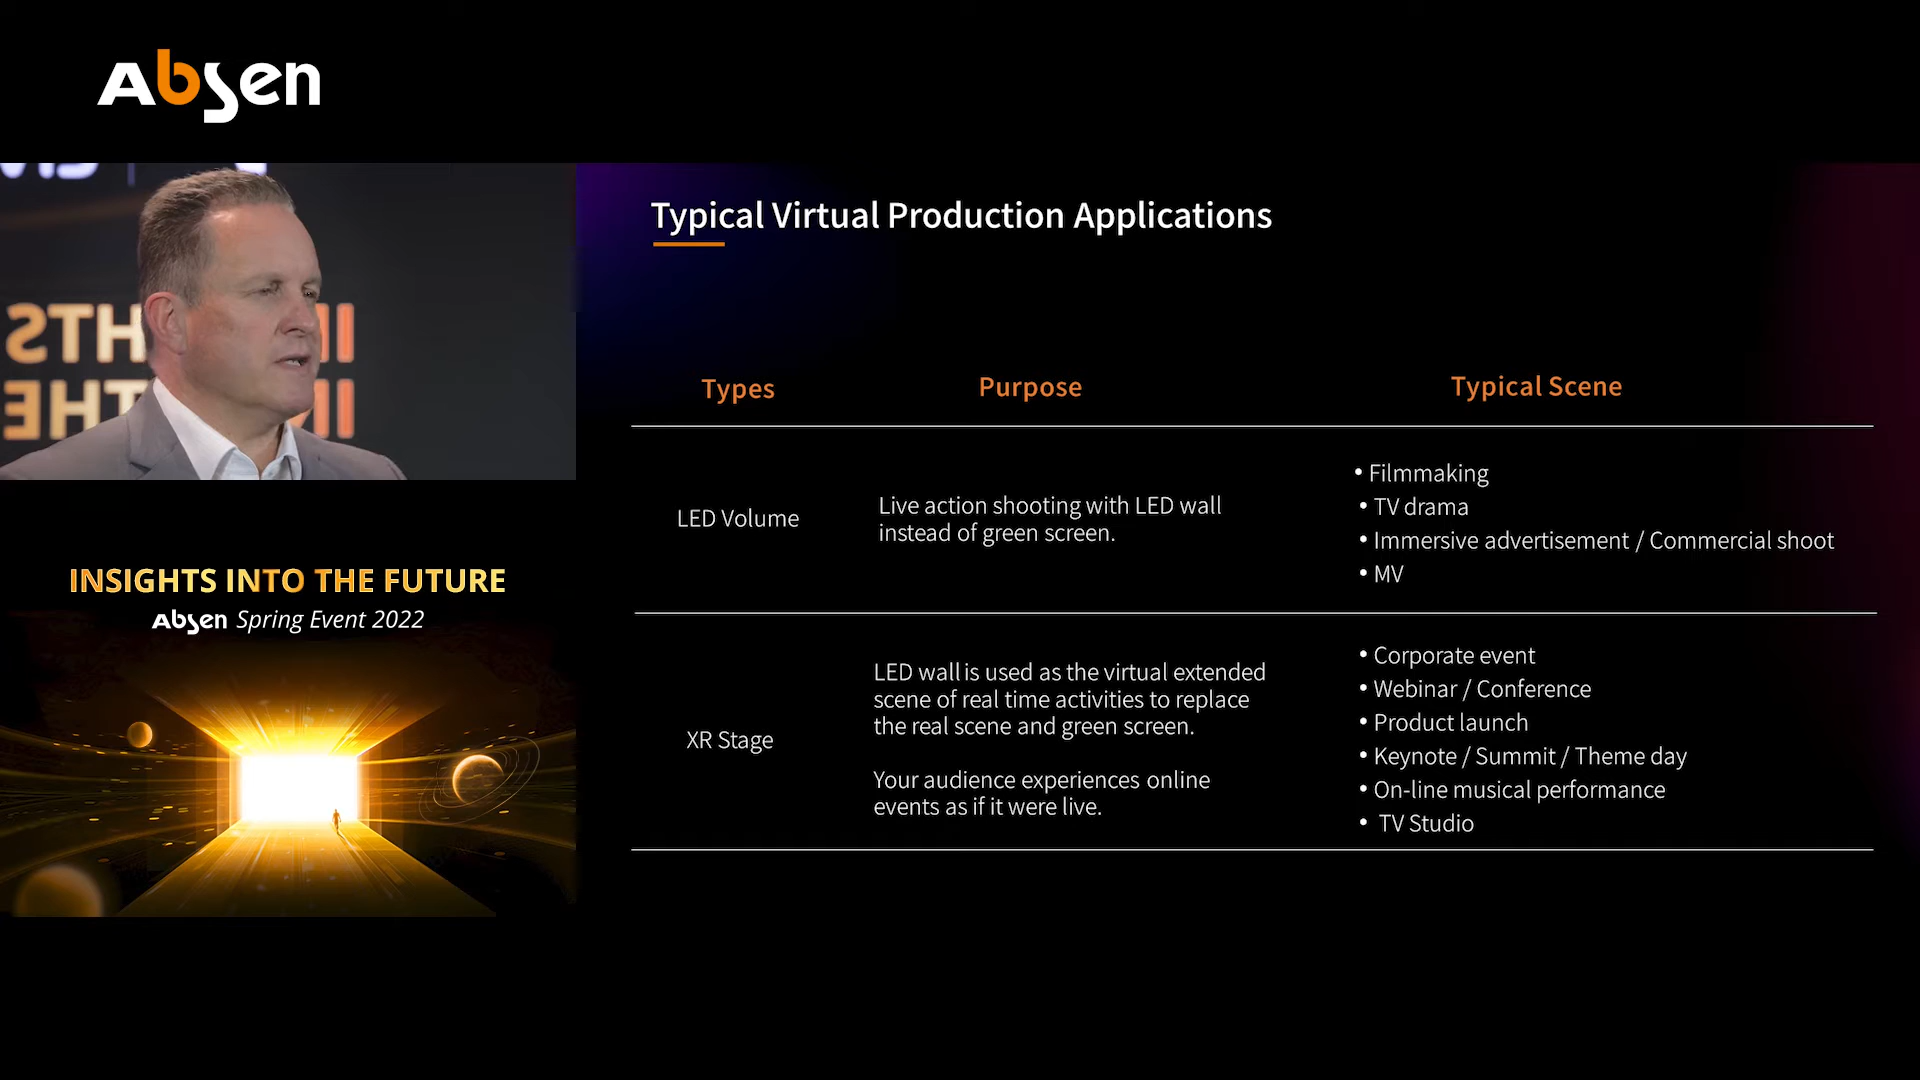 Absen
Typical Virtual Production Applications
Types
Purpose
Typical Scene
LED Volume
Live action shooting with LED wall
instead of green screen.
• Filmmaking
• TV drama
• Immersive advertisement / Commercial shoot
• MV
XR Stage
LED wall is used as the virtual extended
scene of real time activities to replace
the real scene and green screen.
Your audience experiences online
events as if it were live.
• Corporate event
• Webinar / Conference
• Product launch
• Keynote / Summit / Theme day
• On-line musical performance
• TV Studio
INSIGHTS INTO THE FUTURE
Absen Spring Event 2022